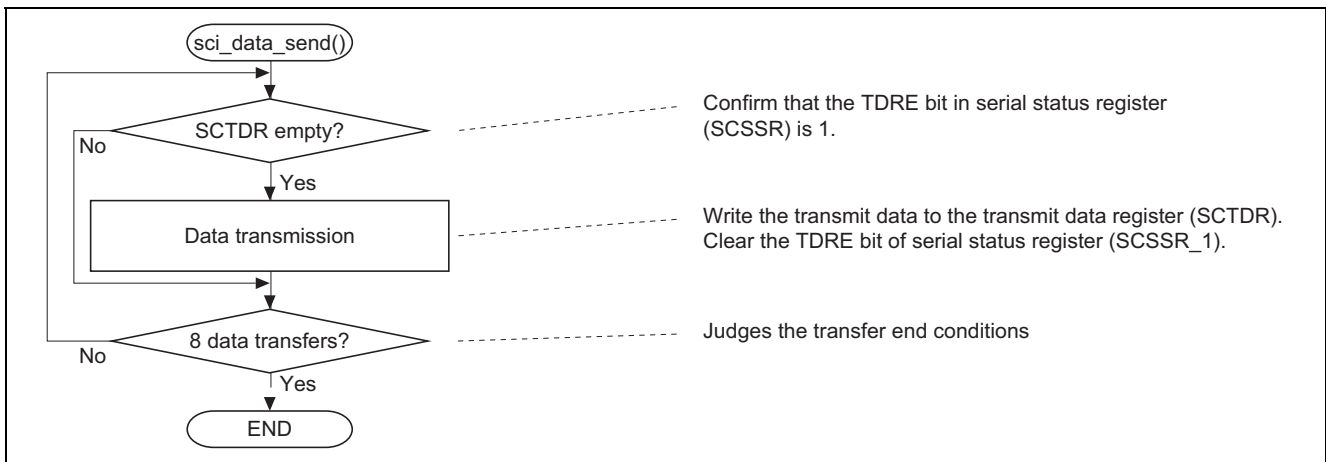 sci_data_send()
SCTDR empty?
Confirm that the TDRE bit in serial status register
(SCSSR) is 1.
No
Yes
Data transmission
Write the transmit data to the transmit data register (SCTDR).
Clear the TDRE bit of serial status register (SCSSR_1).
8 data transfers?
Judges the transfer end conditions
No
Yes
END